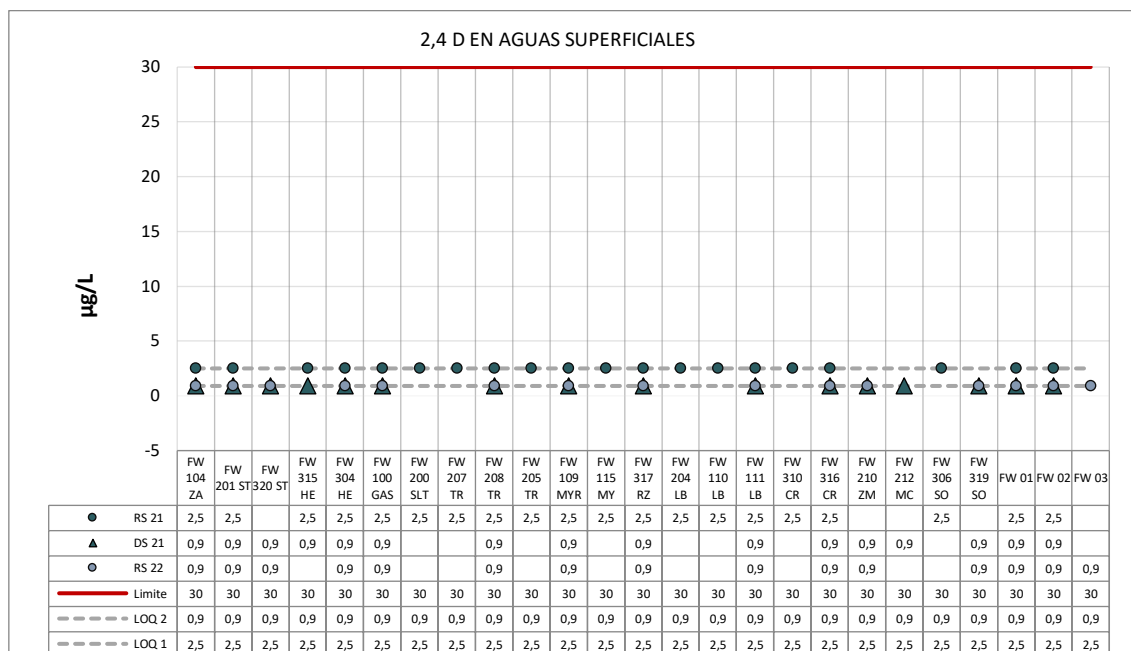 2,4 D EN AGUAS SUPERFICIALES
30
25
20
15
10
5
0
-5
µg/L
FW 104 ZA
FW 201 ST
FW 320 ST
FW 315 HE
FW 304 HE
FW 100 GAS
FW 200 SLT
FW 207 TR
FW 208 TR
FW 205 TR
FW 109 MYR
FW 115 MY
FW 317 RZ
FW 204 LB
FW 110 LB
FW 111 LB
FW 310 CR
FW 316 CR
FW 210 ZM
FW 212 MC
FW 306 SO
FW 319 SO
FW 01
FW 02
FW 03
RS 21 2,5 2,5 2,5 2,5 2,5 2,5 2,5 2,5 2,5 2,5 2,5 2,5 2,5 2,5 2,5 2,5 2,5 2,5 2,5 2,5
DS 21 0,9 0,9 0,9 0,9 0,9 0,9 0,9 0,9 0,9 0,9 0,9 0,9 0,9 0,9 0,9 0,9
RS 22 0,9 0,9 0,9 0,9 0,9 0,9 0,9 0,9 0,9 0,9 0,9 0,9 0,9 0,9 0,9
Limite 30 30 30 30 30 30 30 30 30 30 30 30 30 30 30 30 30 30 30 30 30 30 30 30 30
LOQ 2 0,9 0,9 0,9 0,9 0,9 0,9 0,9 0,9 0,9 0,9 0,9 0,9 0,9 0,9 0,9 0,9 0,9 0,9 0,9 0,9 0,9 0,9 0,9 0,9 0,9
LOQ 1 2,5 2,5 2,5 2,5 2,5 2,5 2,5 2,5 2,5 2,5 2,5 2,5 2,5 2,5 2,5 2,5 2,5 2,5 2,5 2,5 2,5 2,5 2,5 2,5 2,5